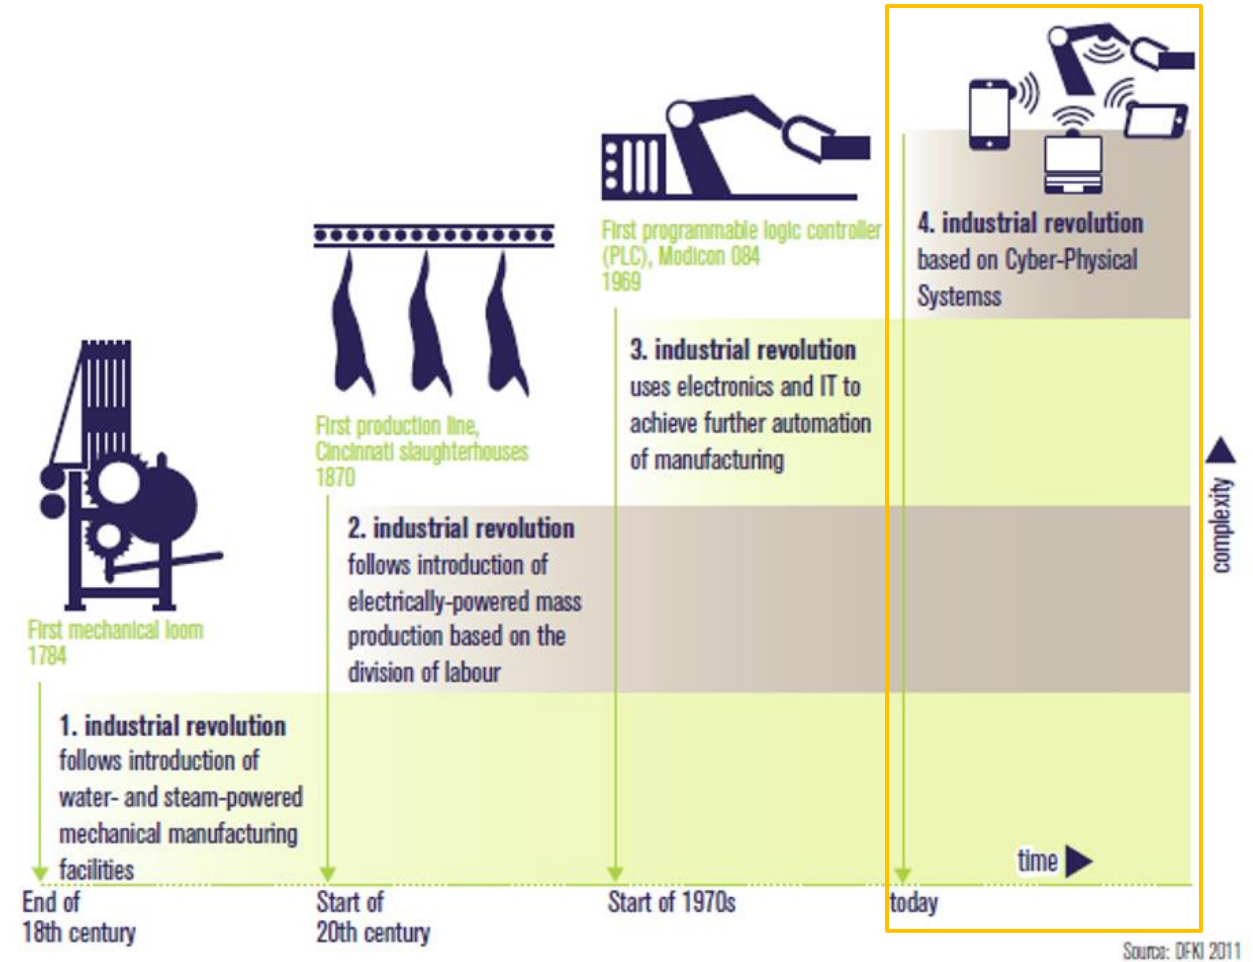 First mechanical loom
1784
1. industrial revolution
follows introduction of
water- and steam-powered
mechanical manufacturing
facilities
End of
18th century
First production line,
Cincinnati slaughterhouses
1870
2. industrial revolution
follows introduction of
electrically-powered mass
production based on the
division of labour
Start of
20th century
First programmable logic controller
(PLC), Modicon 084
1969
3. industrial revolution
uses electronics and IT to
achieve further automation
of manufacturing
Start of 1970s
4. industrial revolution
based on Cyber-Physical
Systemss
today
time
complexity
Source: DFKI 2011